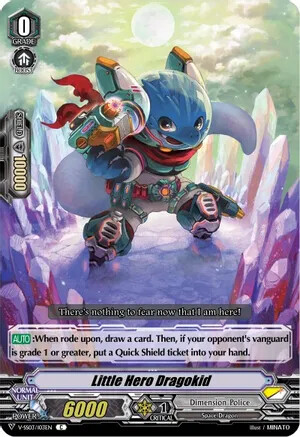 0
GRADE
BOOST
SHIELD
10000
There's nothing to fear now that I am here!
AUTO :When rode upon, draw a card. Then, if your opponent's vanguard
is grade 1 or greater, put a Quick Shield ticket into your hand.
NORMAL
UNIT
Little Hero Dragokid
POWER 6000
1
CRITICAL
Dimension Police
Space Dragon
V-SS07/103EN C
Illust / MINATO